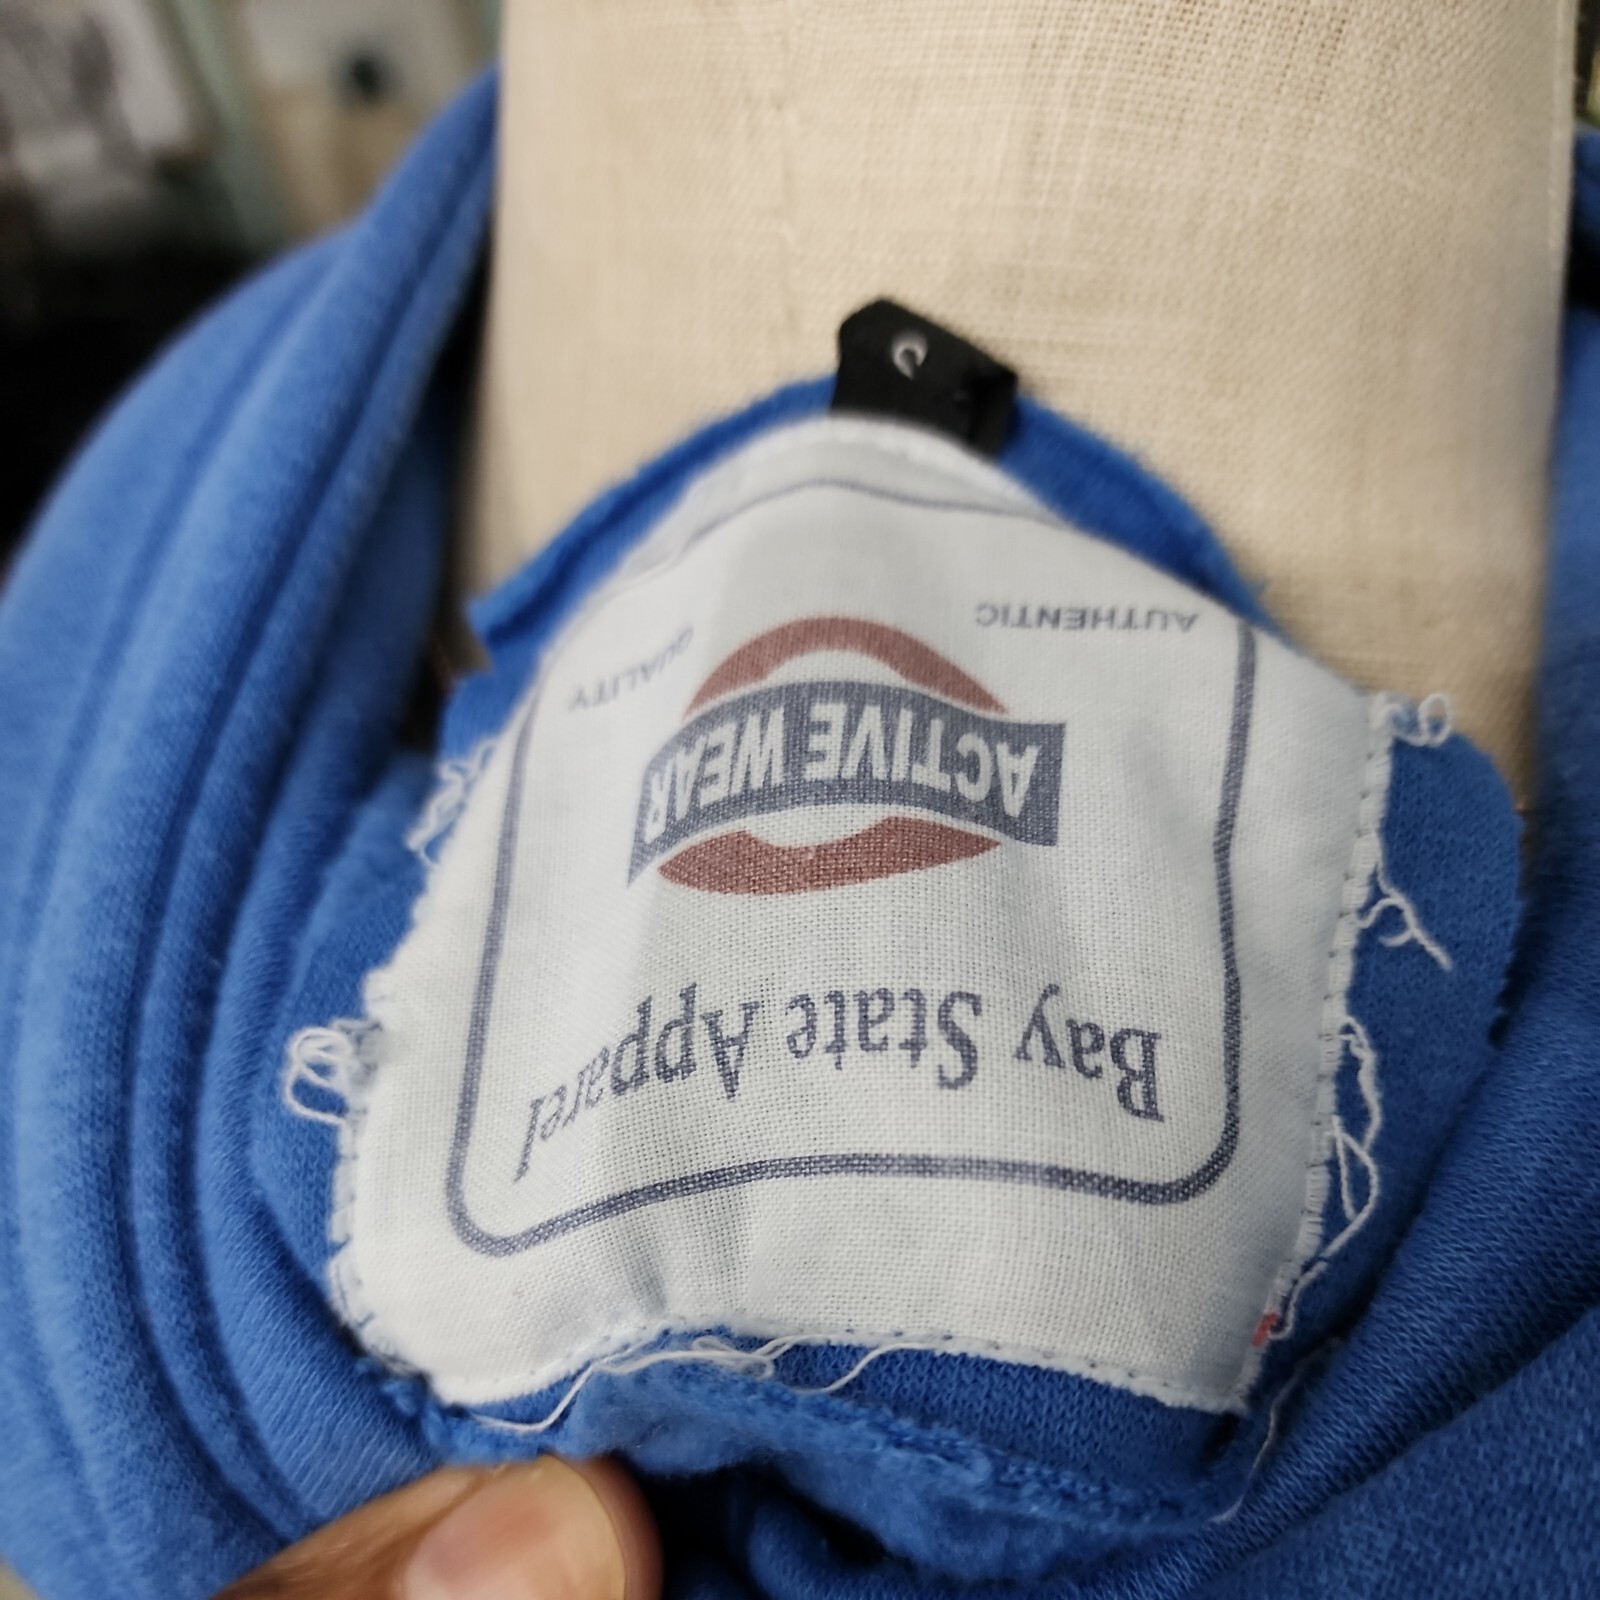 Bay State Apparel
ACTIVE WEAR
AUTHENTIC QUALITY